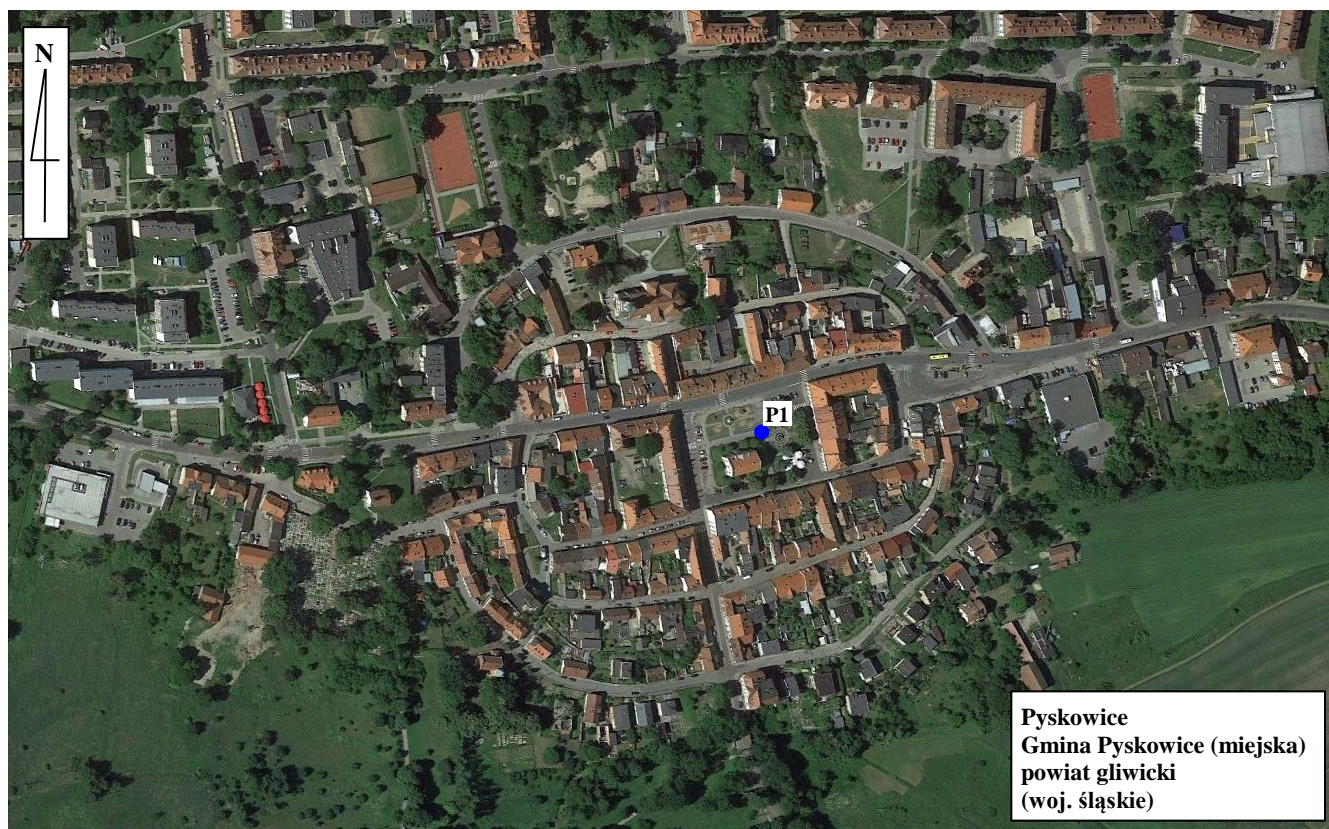 N
P1
Pyskowice
Gmina Pyskowice (miejska)
powiat gliwicki
(woj. śląskie)